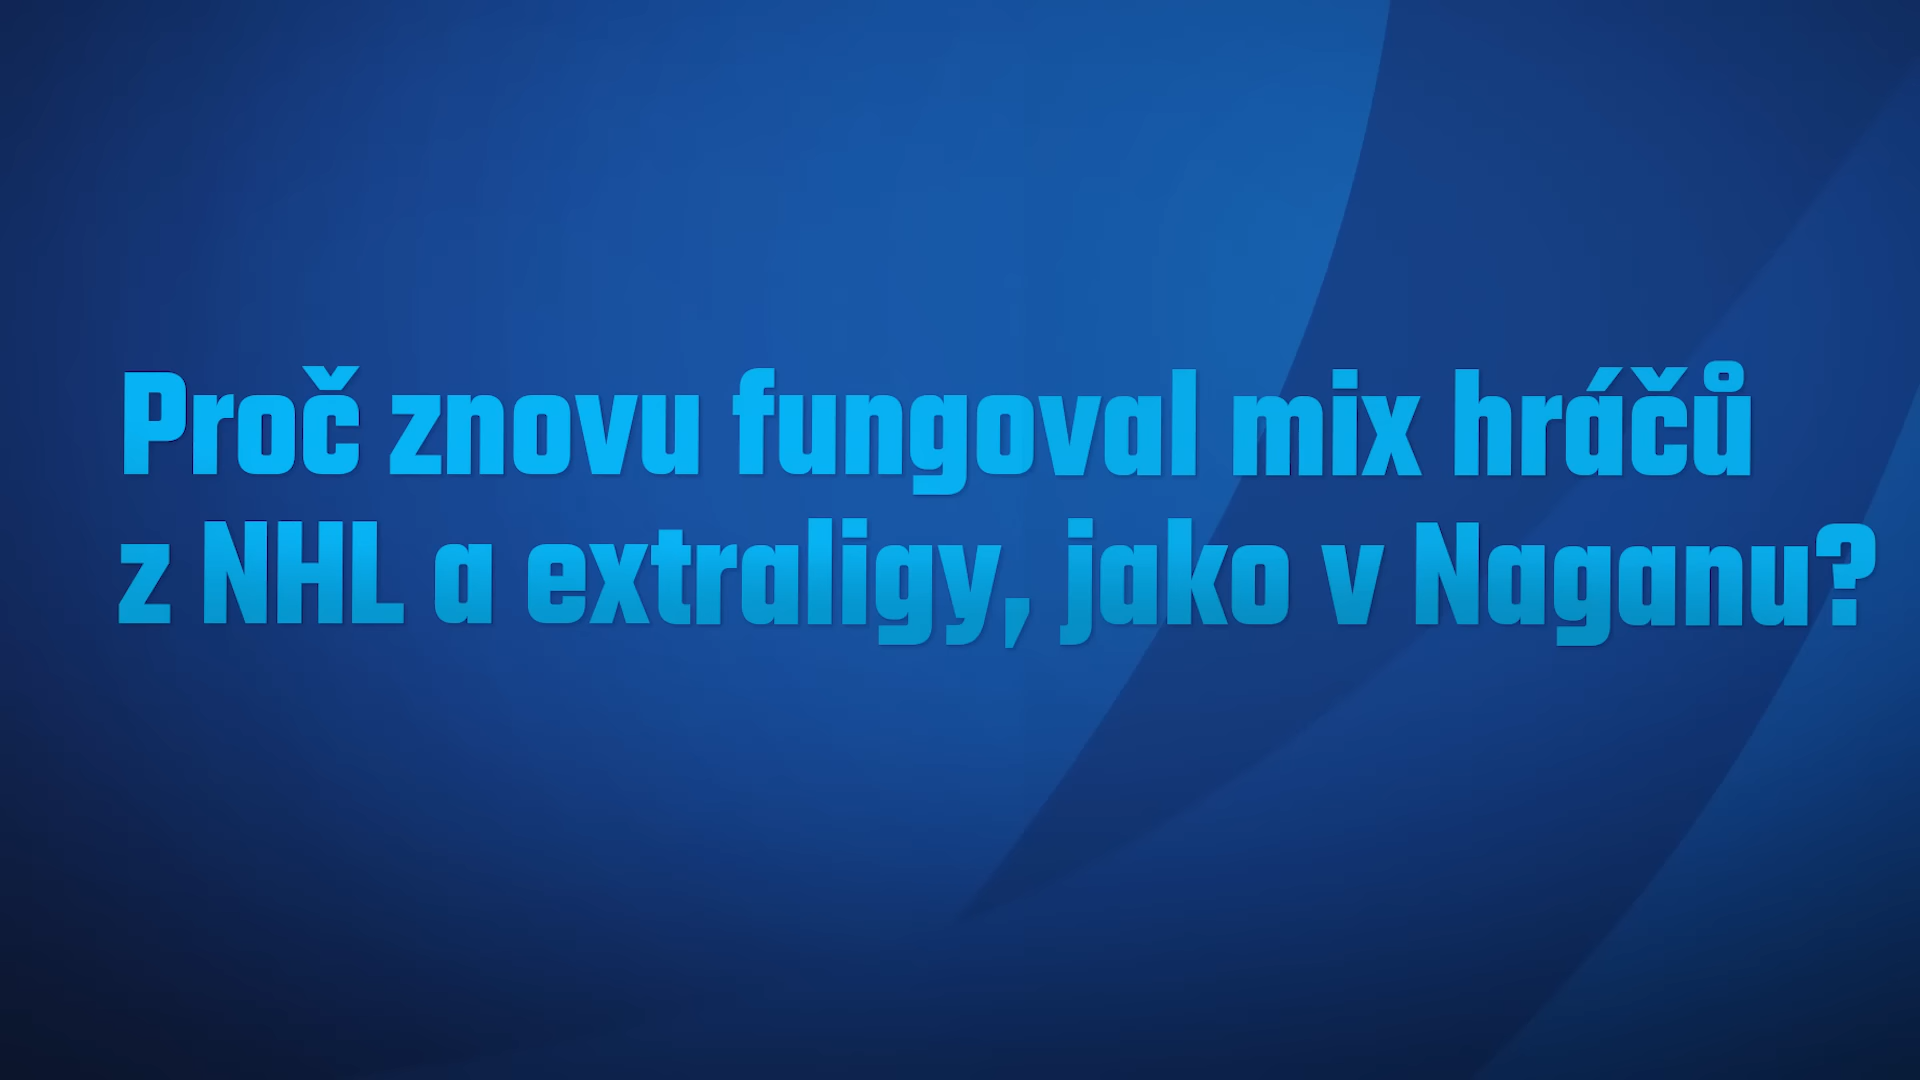 Proč znovu fungoval mix hráčů
z NHL a extraligy, jako v Naganu?